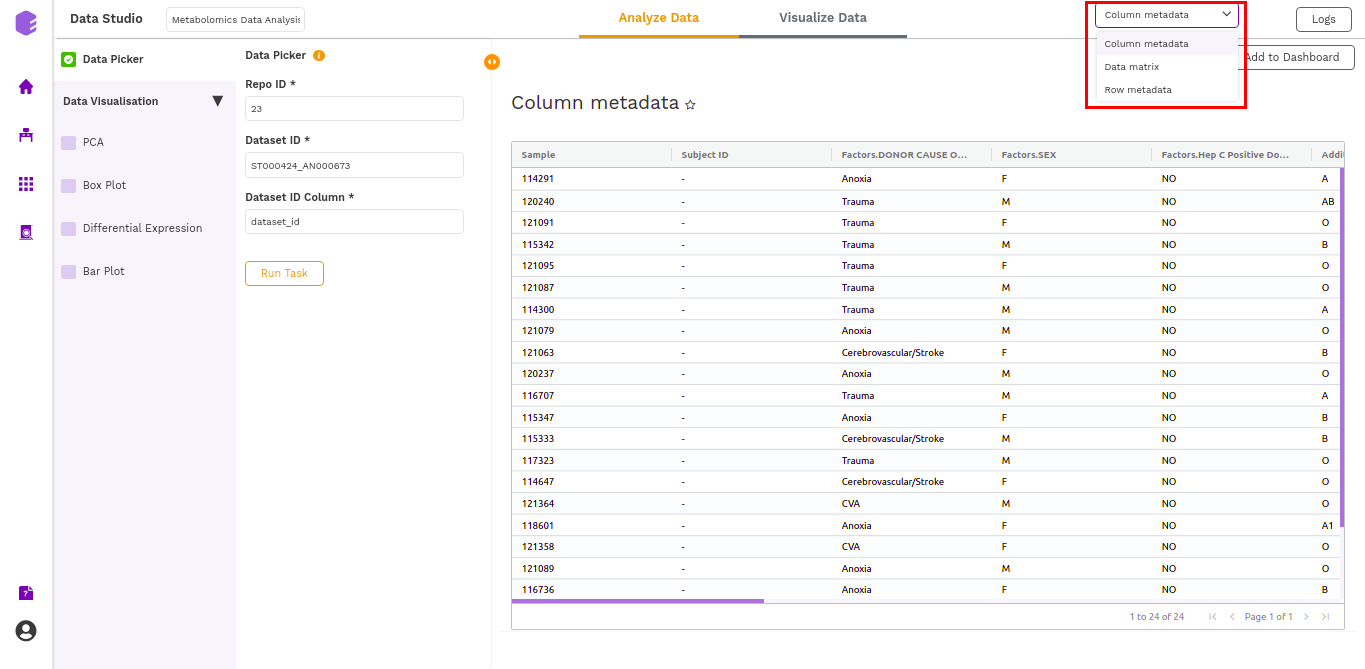 Data Studio
Metabolomics Data Analysis
Analyze Data
Visualize Data
Column metadata
Logs
Column metadata
Data matrix
Row metadata
Add to Dashboard
Data Picker
Data Visualisation
PCA
Box Plot
Differential Expression
Bar Plot
Data Picker
Repo ID *
23
Dataset ID *
ST000424_AN000673
Dataset ID Column *
dataset_id
Run Task
Column metadata
Sample Subject ID Factors.DONOR CAUSE O... Factors.SEX Factors.Hep C Positive Do... Addi
114291 - Anoxia F NO A
120240 - Trauma M NO AB
121091 - Trauma F NO O
115342 - Trauma M NO B
121095 - Trauma F NO O
121087 - Trauma M NO O
114300 - Trauma M NO A
121079 - Anoxia M NO O
121063 - Cerebrovascular/Stroke F NO B
120237 - Anoxia M NO O
116707 - Trauma M NO A
115347 - Anoxia F NO B
115333 - Cerebrovascular/Stroke M NO B
117323 - Trauma M NO O
114647 - Cerebrovascular/Stroke F NO O
121364 - CVA M NO O
118601 - Anoxia F NO A1
121358 - CVA F NO O
121089 - Anoxia M NO O
116736 - Anoxia F NO B
1 to 24 of 24 Page 1 of 1